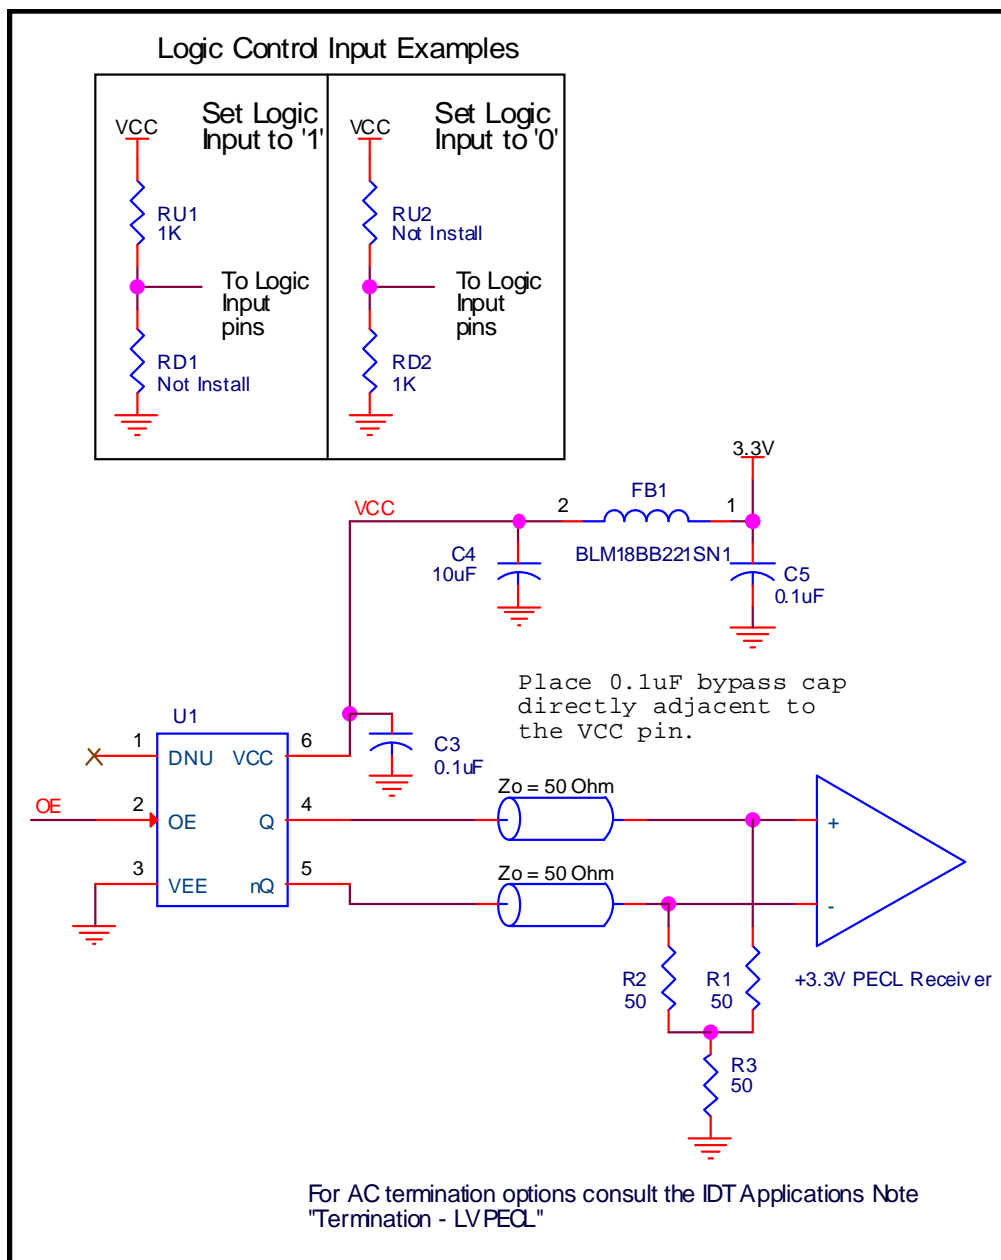 Logic Control Input Examples
Set Logic
Input to '1'
VCC
RU1
1K
To Logic
Input
pins
RD1
Not Install
Set Logic
Input to '0'
VCC
RU2
Not Install
To Logic
Input
pins
RD2
1K
3.3V
VCC
2
FB1
1
BLM18BB221SN1
C4
10uF
C5
0.1uF
Place 0.1uF bypass cap
directly adjacent to
the VCC pin.
U1
1
DNU
VCC
6
C3
0.1uF
OE
2
OE
Q
4
Zo = 50 Ohm
+
3
VEE
nQ
5
Zo = 50 Ohm
-
R2
50
R1
50
+3.3V PECL Receiver
R3
50
For AC termination options consult the IDT Applications Note
"Termination - LVPECL"